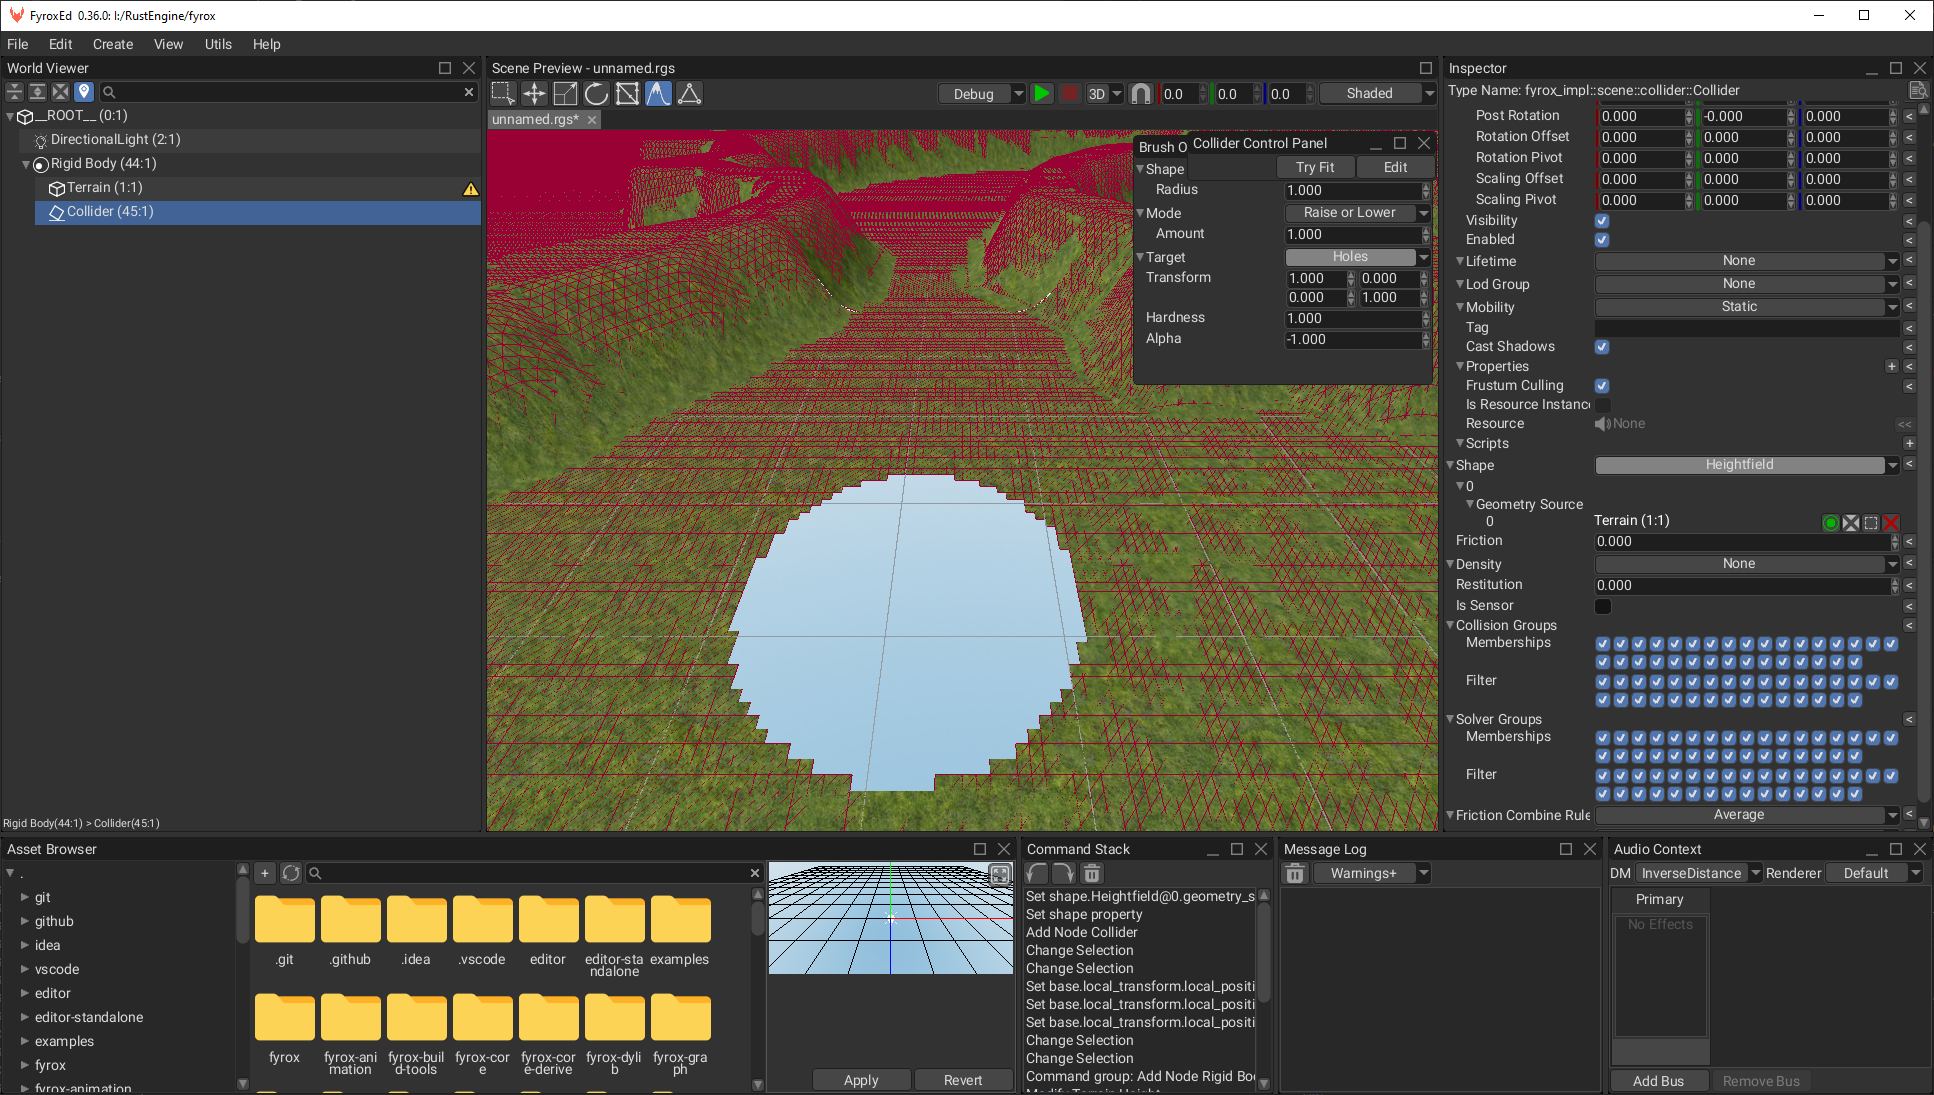 FyroxEd 0.36.0: I:/RustEngine/fyrox
File Edit Create View Utils Help
World Viewer
__ROOT__ (0:1)
DirectionalLight (2:1)
Rigid Body (44:1)
Terrain (1:1)
Collider (45:1)
Rigid Body(44:1) > Collider(45:1)
Scene Preview - unnamed.rgs
Debug 3D 0.0 0.0 0.0 Shaded
unnamed.rgs*
Brush O
Collider Control Panel
Try Fit Edit
Shape
Radius 1.000
Mode Raise or Lower
Amount 1.000
Target Holes
Transform 1.000 0.000
0.000 1.000
Hardness 1.000
Alpha -1.000
Inspector
Type Name: fyrox_impl::scene::collider::Collider
Post Rotation 0.000 -0.000 0.000 <
Rotation Offset 0.000 0.000 0.000 <
Rotation Pivot 0.000 0.000 0.000 <
Scaling Offset 0.000 0.000 0.000 <
Scaling Pivot 0.000 0.000 0.000 <
Visibility <
Enabled <
Lifetime None <
Lod Group None <
Mobility Static <
Tag <
Cast Shadows <
Properties + <
Frustum Culling <
Is Resource Instance
Resource None <<
Scripts +
Shape Heightfield <
0
Geometry Source
0 Terrain (1:1)
Friction 0.000 <
Density None <
Restitution 0.000 <
Is Sensor <
Collision Groups <
Memberships
Filter
Solver Groups <
Memberships
Filter
Friction Combine Rule Average <
Asset Browser
.
git
github
idea
vscode
editor
editor-standalone
examples
fyrox
fyrox-animation
+
.git .github .idea .vscode editor editor-sta
ndalone examples
fyrox fyrox-ani
mation fyrox-buil
d-tools fyrox-cor
e fyrox-cor
e-derive fyrox-dyli
b fyrox-gra
ph
Apply Revert
Command Stack
Set shape.Heightfield@0.geometry_s
Set shape property
Add Node Collider
Change Selection
Change Selection
Set base.local_transform.local_positi
Set base.local_transform.local_positi
Set base.local_transform.local_positi
Change Selection
Change Selection
Command group: Add Node Rigid Bo
Modify Terrain Height
Message Log
Warnings+
Audio Context
DM InverseDistance Renderer Default
Primary
No Effects
Add Bus Remove Bus